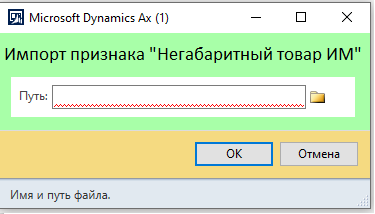 Microsoft Dynamics Ax (1)
Импорт признака "Негабаритный товар ИМ"
Путь:
OK
Отмена
Имя и путь файла.